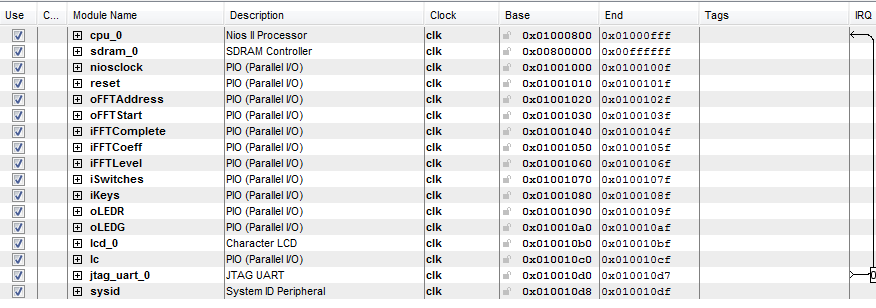 Use C... Module Name Description Clock Base End Tags IRQ
cpu_0 Nios II Processor clk 0x01000800 0x01000fff
sdram_0 SDRAM Controller clk 0x00800000 0x00ffffff
niosclock PIO (Parallel I/O) clk 0x01001000 0x0100100f
reset PIO (Parallel I/O) clk 0x01001010 0x0100101f
oFFTAddress PIO (Parallel I/O) clk 0x01001020 0x0100102f
oFFTStart PIO (Parallel I/O) clk 0x01001030 0x0100103f
iFFTComplete PIO (Parallel I/O) clk 0x01001040 0x0100104f
iFFTCoeff PIO (Parallel I/O) clk 0x01001050 0x0100105f
iFFTLevel PIO (Parallel I/O) clk 0x01001060 0x0100106f
iSwitches PIO (Parallel I/O) clk 0x01001070 0x0100107f
iKeys PIO (Parallel I/O) clk 0x01001080 0x0100108f
oLEDR PIO (Parallel I/O) clk 0x01001090 0x0100109f
oLEDG PIO (Parallel I/O) clk 0x010010a0 0x010010af
lcd_0 Character LCD clk 0x010010b0 0x010010bf
lc PIO (Parallel I/O) clk 0x010010c0 0x010010cf
jtag_uart_0 JTAG UART clk 0x010010d0 0x010010d7
sysid System ID Peripheral clk 0x010010d8 0x010010df